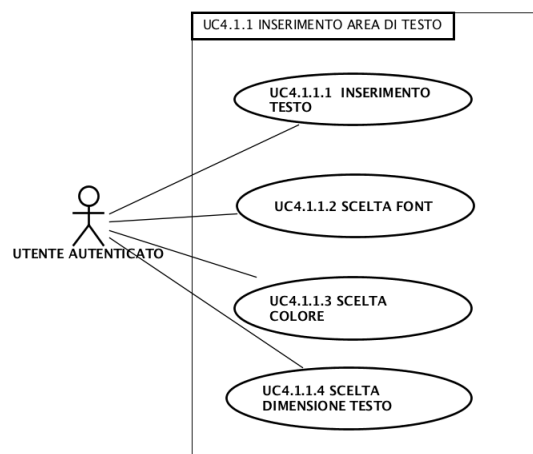 UC4.1.1 INSERIMENTO AREA DI TESTO
UC4.1.1.1 INSERIMENTO
TESTO
UC4.1.1.2 SCELTA FONT
UTENTE AUTENTICATO
UC4.1.1.3 SCELTA
COLORE
UC4.1.1.4 SCELTA
DIMENSIONE TESTO